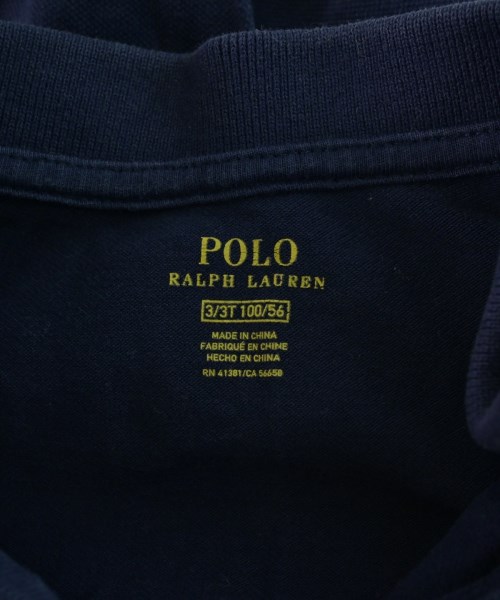 POLO
RALPH LAUREN
3/3T 100/56
MADE IN CHINA
FABRIQUÉ EN CHINE
HECHO EN CHINA
RN 41381/CA 56658